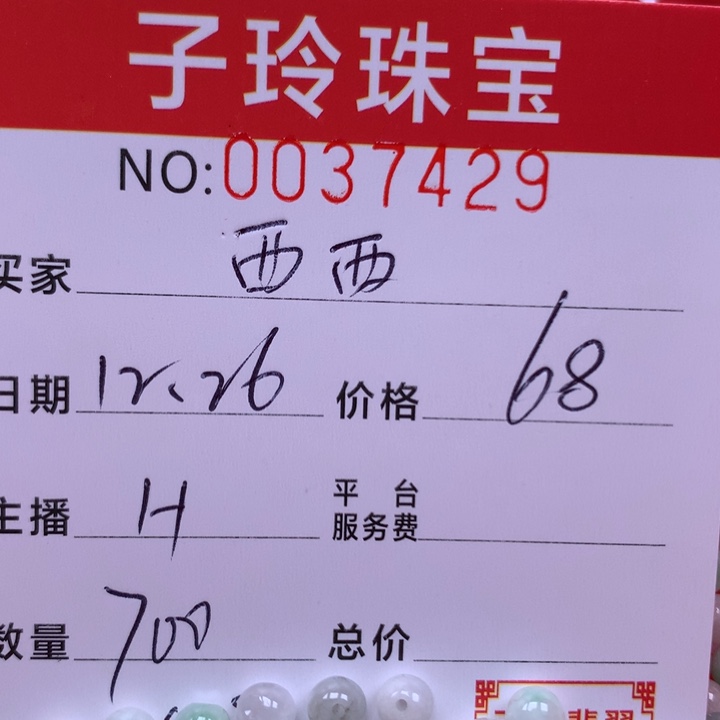 子玲珠宝
NO:0037429
买家 西西
日期 12.26 价格 68
主播 H 平台服务费
数量 700 总价